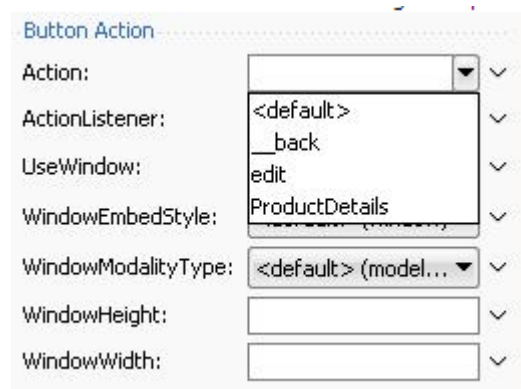 Button Action
Action:
<default>
__back
edit
ProductDetails
ActionListener:
UseWindow:
WindowEmbedStyle:
WindowModalityType: <default> (model...
WindowHeight:
WindowWidth: